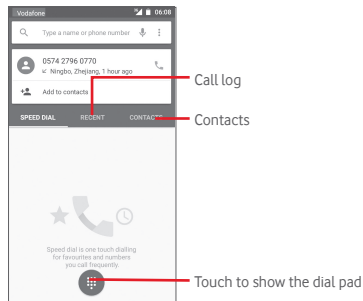 Vodafone 06:08
Type a name or phone number
0574 2796 0770
Ningbo, Zhejiang, 1 hour ago
Add to contacts
SPEED DIAL RECENT CONTACTS
Speed dial is one touch dialling
for favourites and numbers
you call frequently.
Call log
Contacts
Touch to show the dial pad